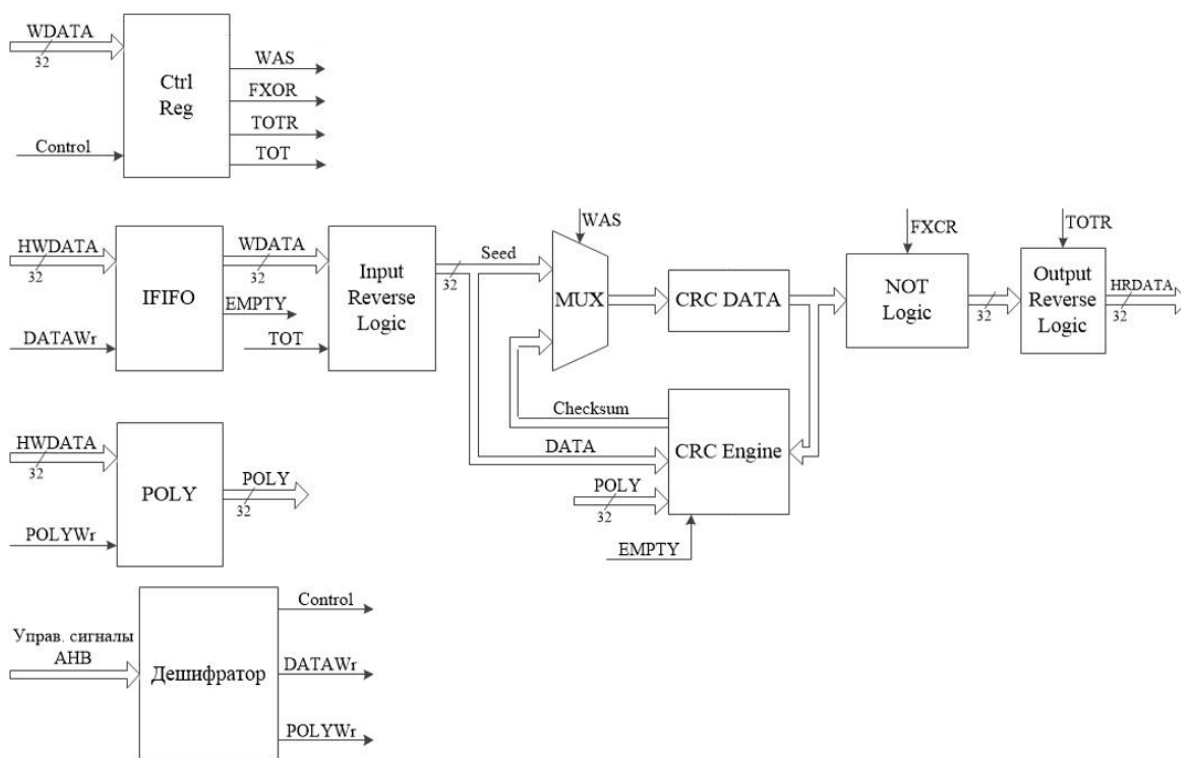 WDATA
32
Ctrl
Reg
WAS
FXOR
TOTR
TOT
Control
HWDATA
32
IFIFO
DATAWr
WDATA
32
EMPTY
TOT
Input
Reverse
Logic
32
Seed
WAS
MUX
CRC DATA
FXCR
NOT
Logic
32
TOTR
Output
Reverse
Logic
HRDATA
32
Checksum
DATA
CRC Engine
POLY
32
EMPTY
HWDATA
32
POLY
POLYWr
POLY
32
Управ. сигналы
AHB
Дешифратор
Control
DATAWr
POLYWr